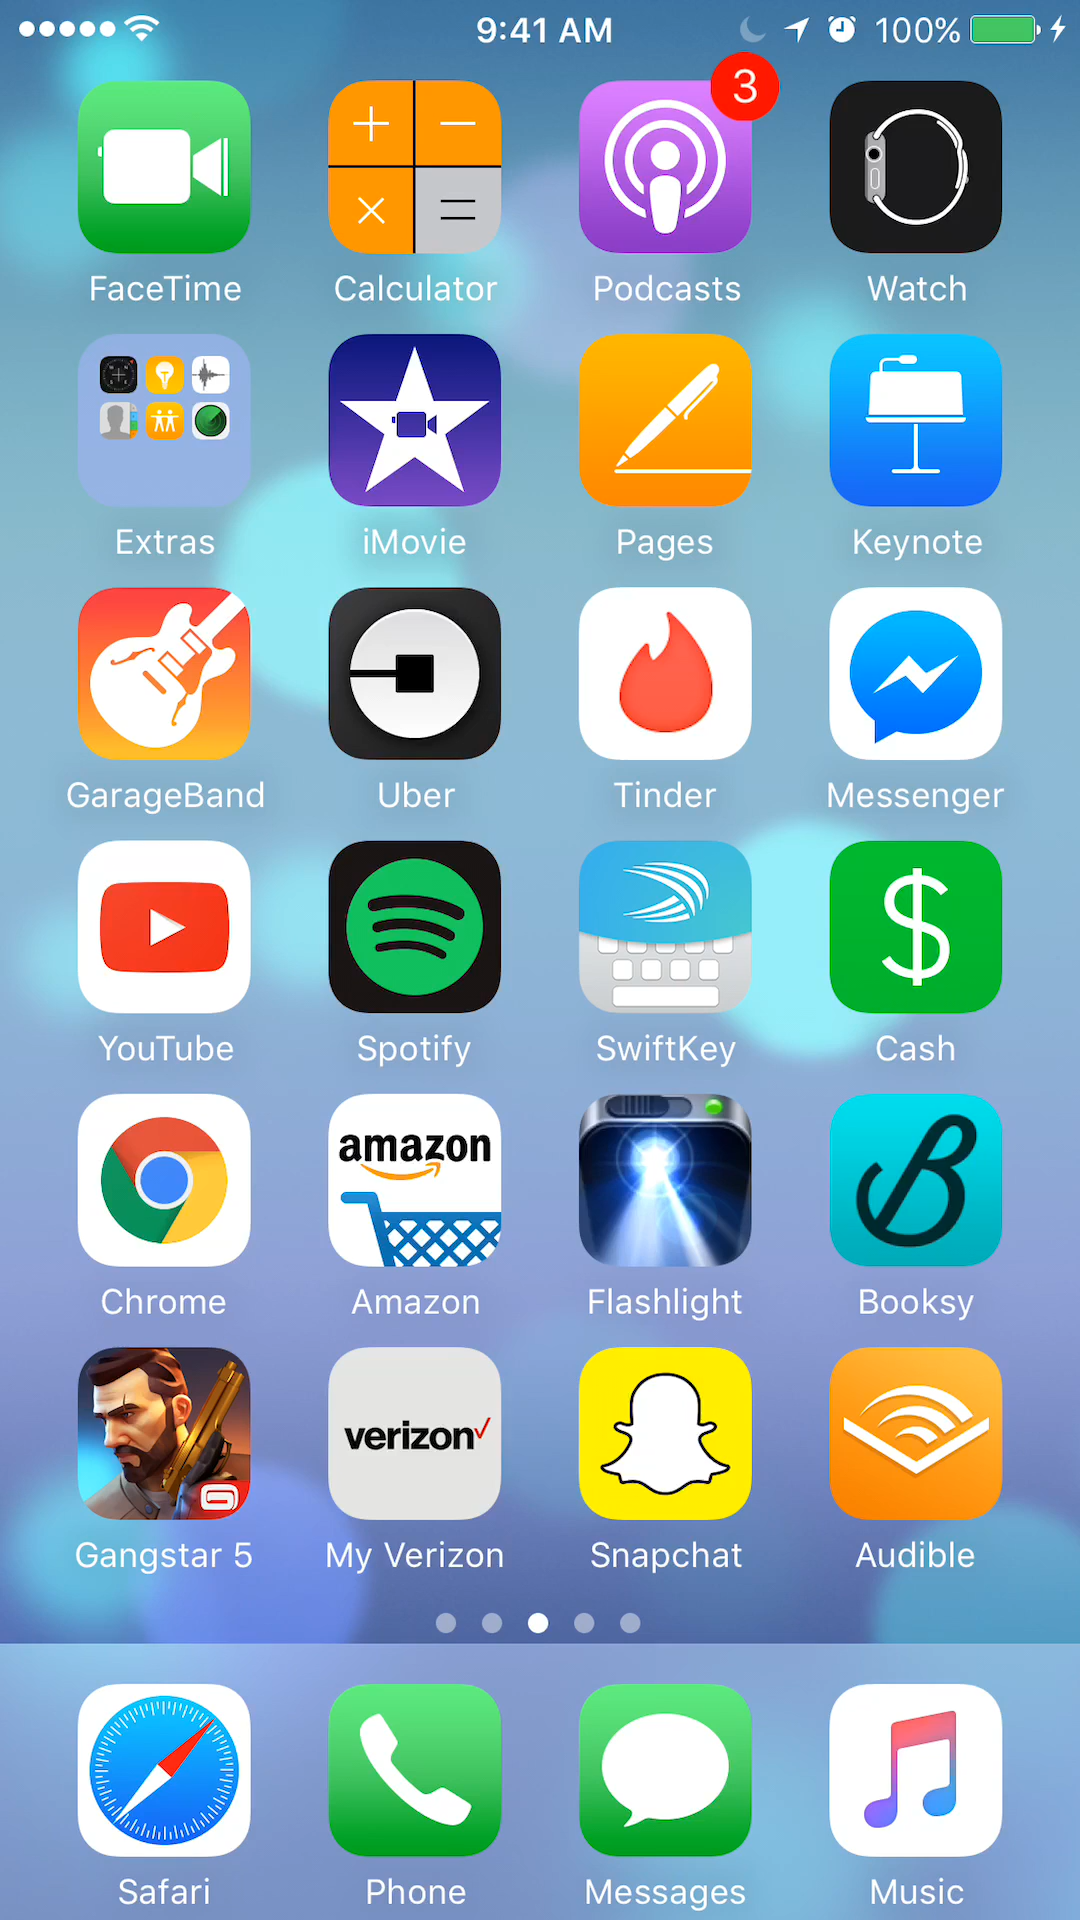 9:41 AM 100%
3
FaceTime Calculator Podcasts Watch
Extras iMovie Pages Keynote
GarageBand Uber Tinder Messenger
YouTube Spotify SwiftKey Cash
amazon
Chrome Amazon Flashlight Booksy
verizon
Gangstar 5 My Verizon Snapchat Audible
Safari Phone Messages Music